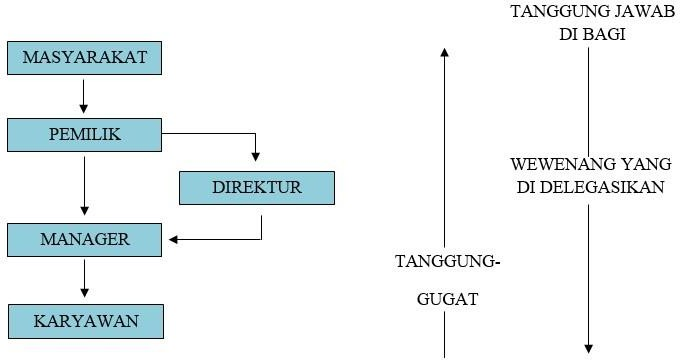 MASYARAKAT
PEMILIK
DIREKTUR
MANAGER
KARYAWAN
TANGGUNG-
GUGAT
TANGGUNG JAWAB
DI BAGI
WEWENANG YANG
DI DELEGASIKAN